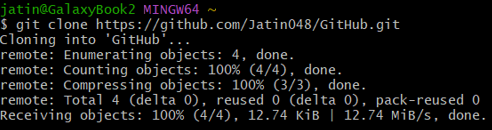 jatin@GalaxyBook2 MINGW64 ~
$ git clone https://github.com/Jatin048/GitHub.git
Cloning into 'GitHub'...
remote: Enumerating objects: 4, done.
remote: Counting objects: 100% (4/4), done.
remote: Compressing objects: 100% (3/3), done.
remote: Total 4 (delta 0), reused 0 (delta 0), pack-reused 0
Receiving objects: 100% (4/4), 12.74 KiB | 12.74 MiB/s, done.